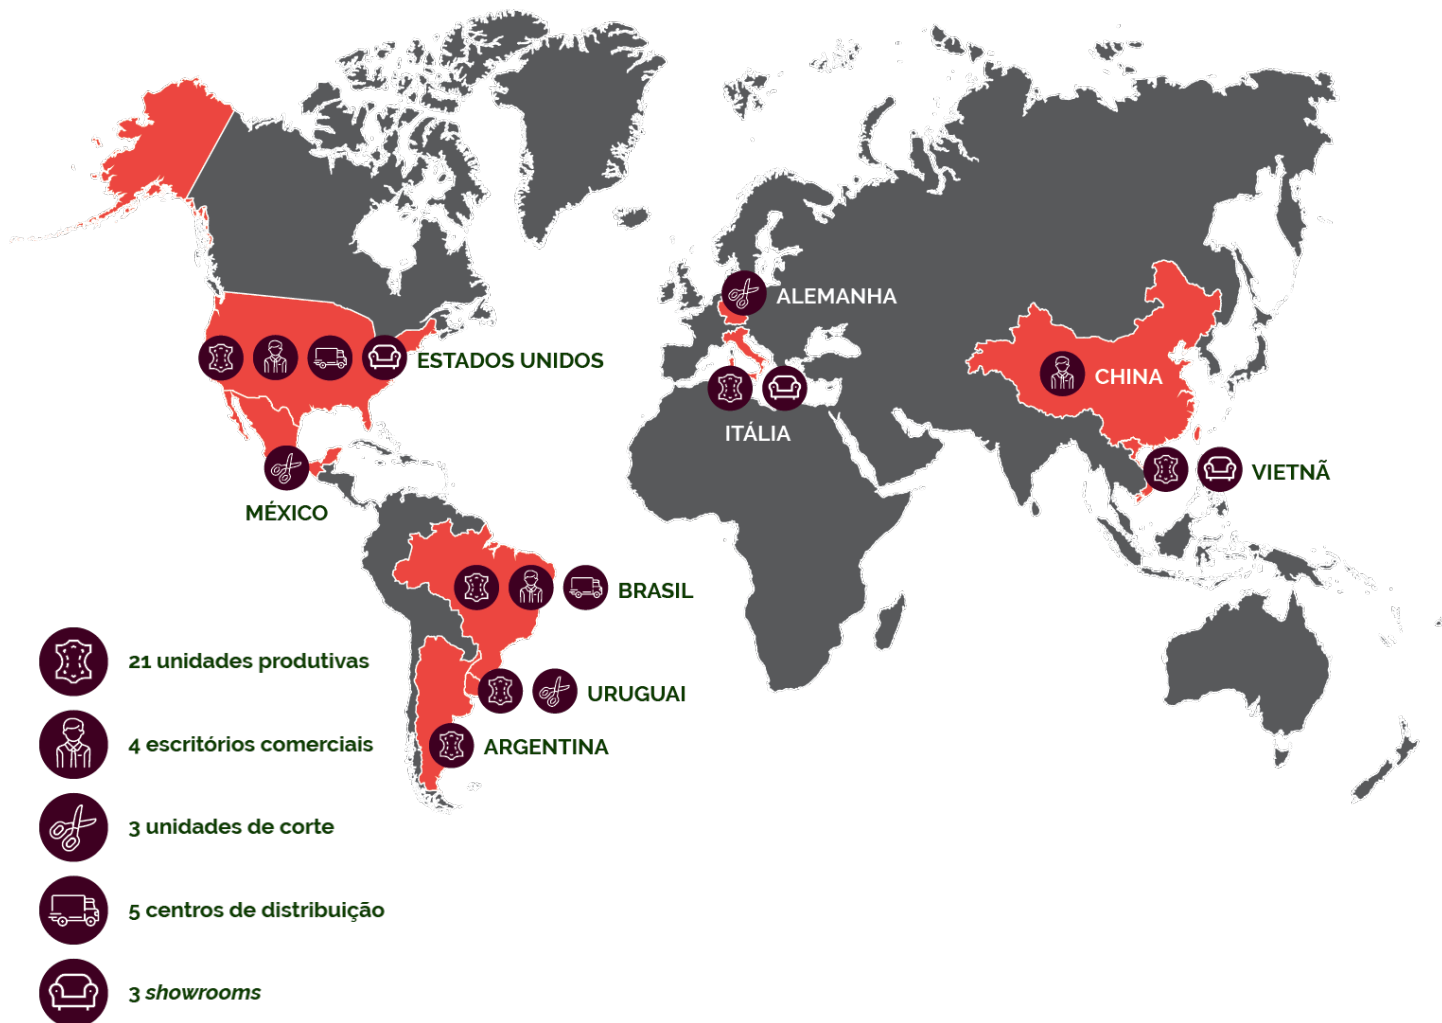 ALEMANHA
ESTADOS UNIDOS
CHINA
ITÁLIA
VIETNÃ
MÉXICO
BRASIL
21 unidades produtivas
URUGUAI
4 escritórios comerciais
ARGENTINA
3 unidades de corte
5 centros de distribuição
3 showrooms